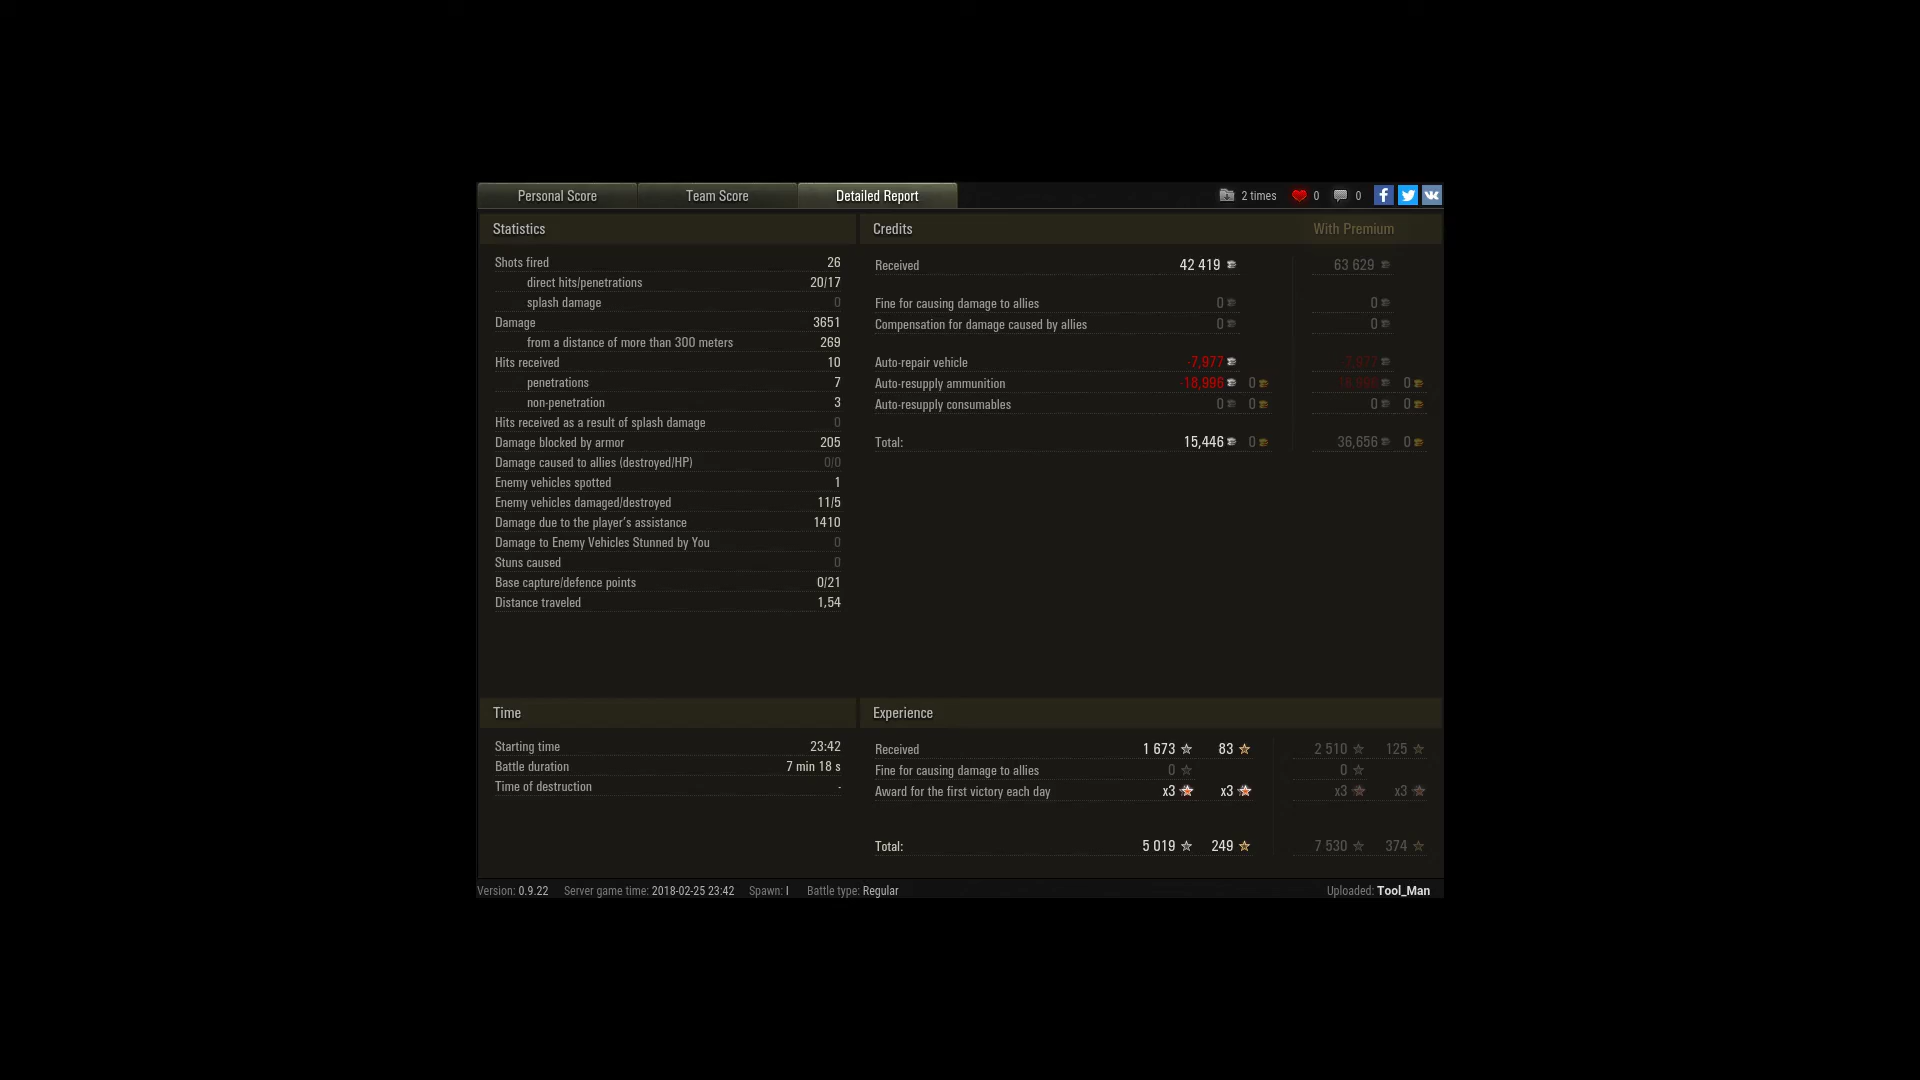 Personal Score Team Score Detailed Report 2 times 0 0
Statistics
Shots fired 26
direct hits/penetrations 20/17
splash damage 0
Damage 3651
from a distance of more than 300 meters 269
Hits received 10
penetrations 7
non-penetration 3
Hits received as a result of splash damage 0
Damage blocked by armor 205
Damage caused to allies (destroyed/HP) 0/0
Enemy vehicles spotted 1
Enemy vehicles damaged/destroyed 11/5
Damage due to the player's assistance 1410
Damage to Enemy Vehicles Stunned by You 0
Stuns caused 0
Base capture/defence points 0/21
Distance traveled 1,54
Credits With Premium
Received 42 419 63 629
Fine for causing damage to allies 0 0
Compensation for damage caused by allies 0 0
Auto-repair vehicle -7,977 -7,977
Auto-resupply ammunition -18,996 0 -18,996 0
Auto-resupply consumables 0 0 0 0
Total: 15,446 0 36,656 0
Time
Starting time 23:42
Battle duration 7 min 18 s
Time of destruction -
Experience
Received 1 673 83 2 510 125
Fine for causing damage to allies 0 0
Award for the first victory each day x3 x3 x3 x3
Total: 5 019 249 7 530 374
Version: 0.9.22 Server game time: 2018-02-25 23:42 Spawn: I Battle type: Regular Uploaded: Tool_Man